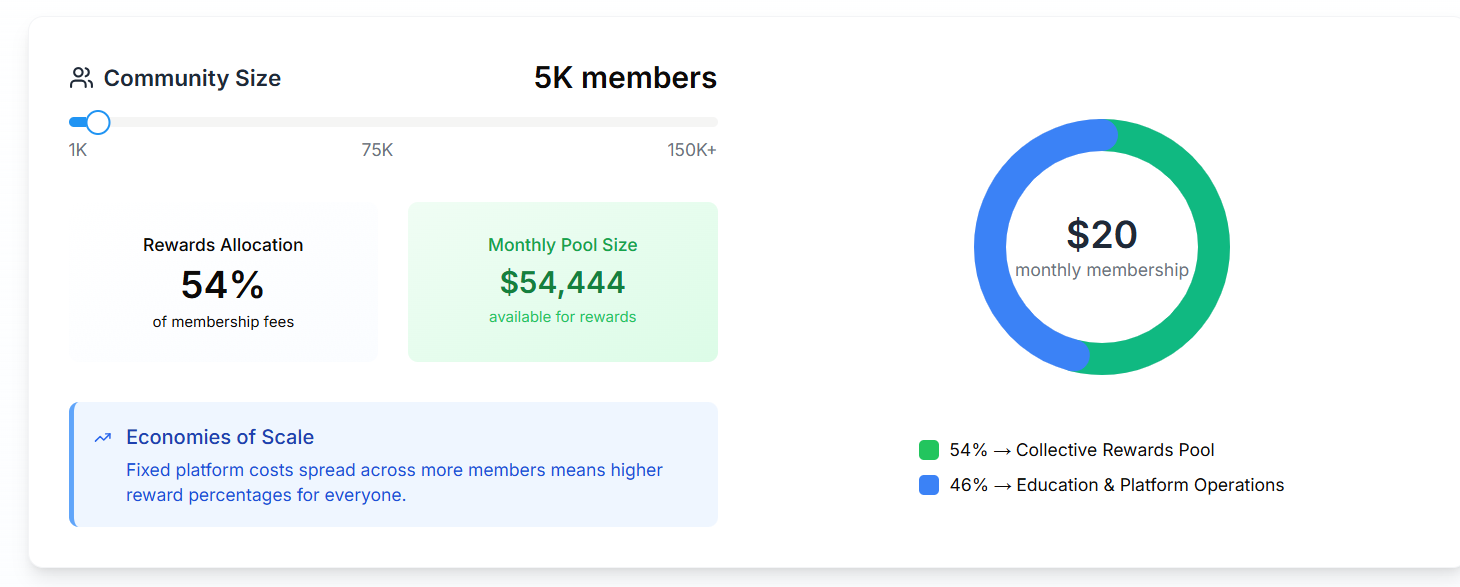 Community Size
5K members
1K
75K
150K+
Rewards Allocation
54%
of membership fees
Monthly Pool Size
$54,444
available for rewards
Economies of Scale
Fixed platform costs spread across more members means higher
reward percentages for everyone.
$20
monthly membership
54% → Collective Rewards Pool
46% → Education & Platform Operations